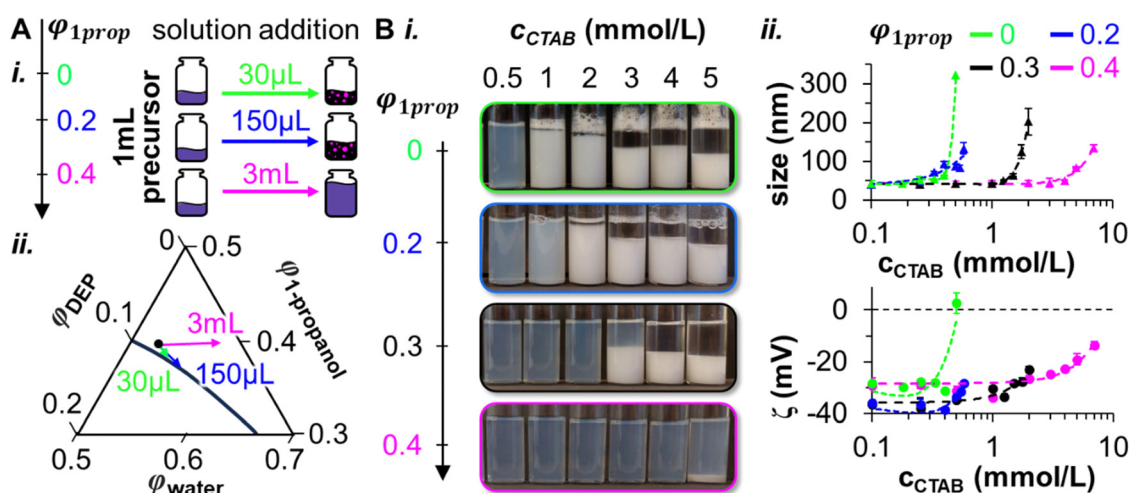 A
φ1prop
solution addition
i.
0
0.2
0.4
1mL
precursor
30µL
150µL
3mL
ii.
0
0.5
φDEP
φ1-propanol
0.1
3mL
0.4
30µL
150µL
0.2
0.3
0.5
0.6
0.7
φwater
B i.
cCTAB (mmol/L)
0.5 1 2 3 4 5
φ1prop
0
0.2
0.3
0.4
ii.
φ1prop
0
0.2
0.3
0.4
size (nm)
300
200
100
0
0.1 1 10
cCTAB (mmol/L)
ζ (mV)
0
-20
-40
0.1 1 10
cCTAB (mmol/L)